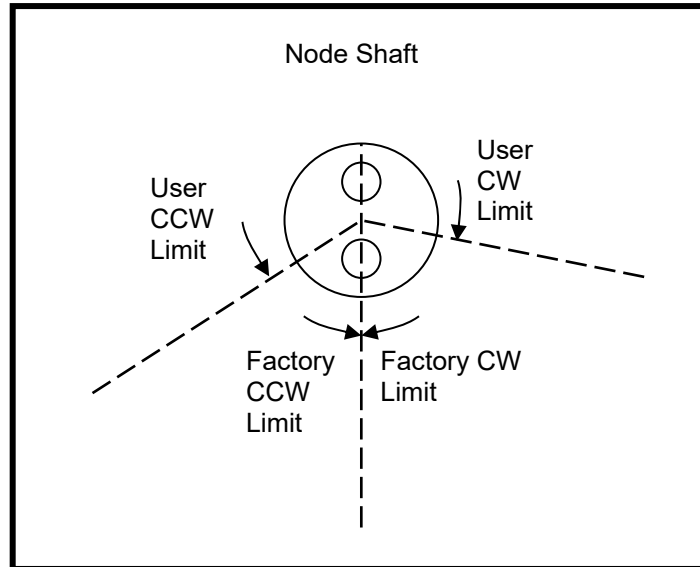 Node Shaft
User
CCW
Limit
User
CW
Limit
Factory
CCW
Limit
Factory CW
Limit